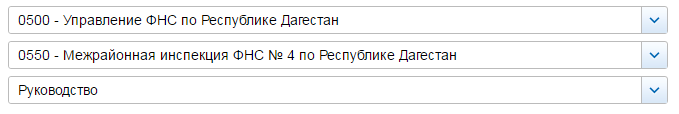 0500 - Управление ФНС по Республике Дагестан
0550 - Межрайонная инспекция ФНС № 4 по Республике Дагестан
Руководство